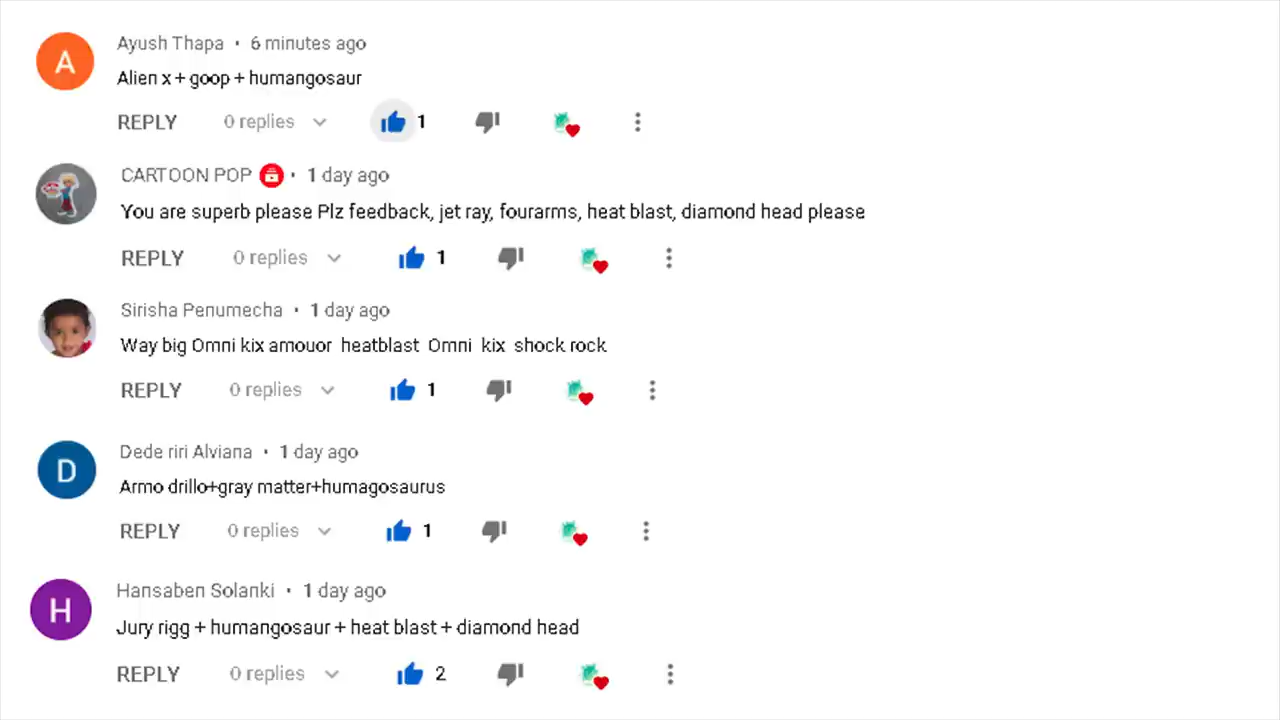 A
Ayush Thapa • 6 minutes ago
Alien x + goop + humangosaur
REPLY 0 replies 1
CARTOON POP • 1 day ago
You are superb please Plz feedback, jet ray, fourarms, heat blast, diamond head please
REPLY 0 replies 1
Sirisha Penumecha • 1 day ago
Way big Omni kix amouor heatblast Omni kix shock rock
REPLY 0 replies 1
D
Dede riri Alviana • 1 day ago
Armo drillo+gray matter+humagosaurus
REPLY 0 replies 1
H
Hansaben Solanki • 1 day ago
Jury rigg + humangosaur + heat blast + diamond head
REPLY 0 replies 2